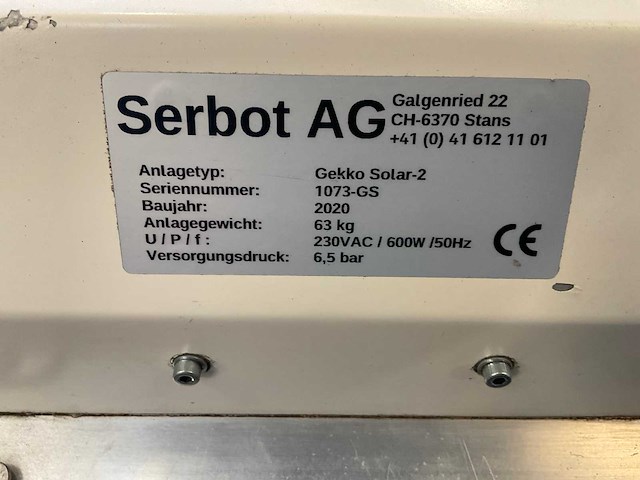 Serbot AG
Galgenried 22
CH-6370 Stans
+41 (0) 41 612 11 01
Anlagetyp: Gekko Solar-2
Seriennummer: 1073-GS
Baujahr: 2020
Anlagegewicht: 63 kg
U / P / f : 230VAC / 600W /50Hz
Versorgungsdruck: 6,5 bar
CE